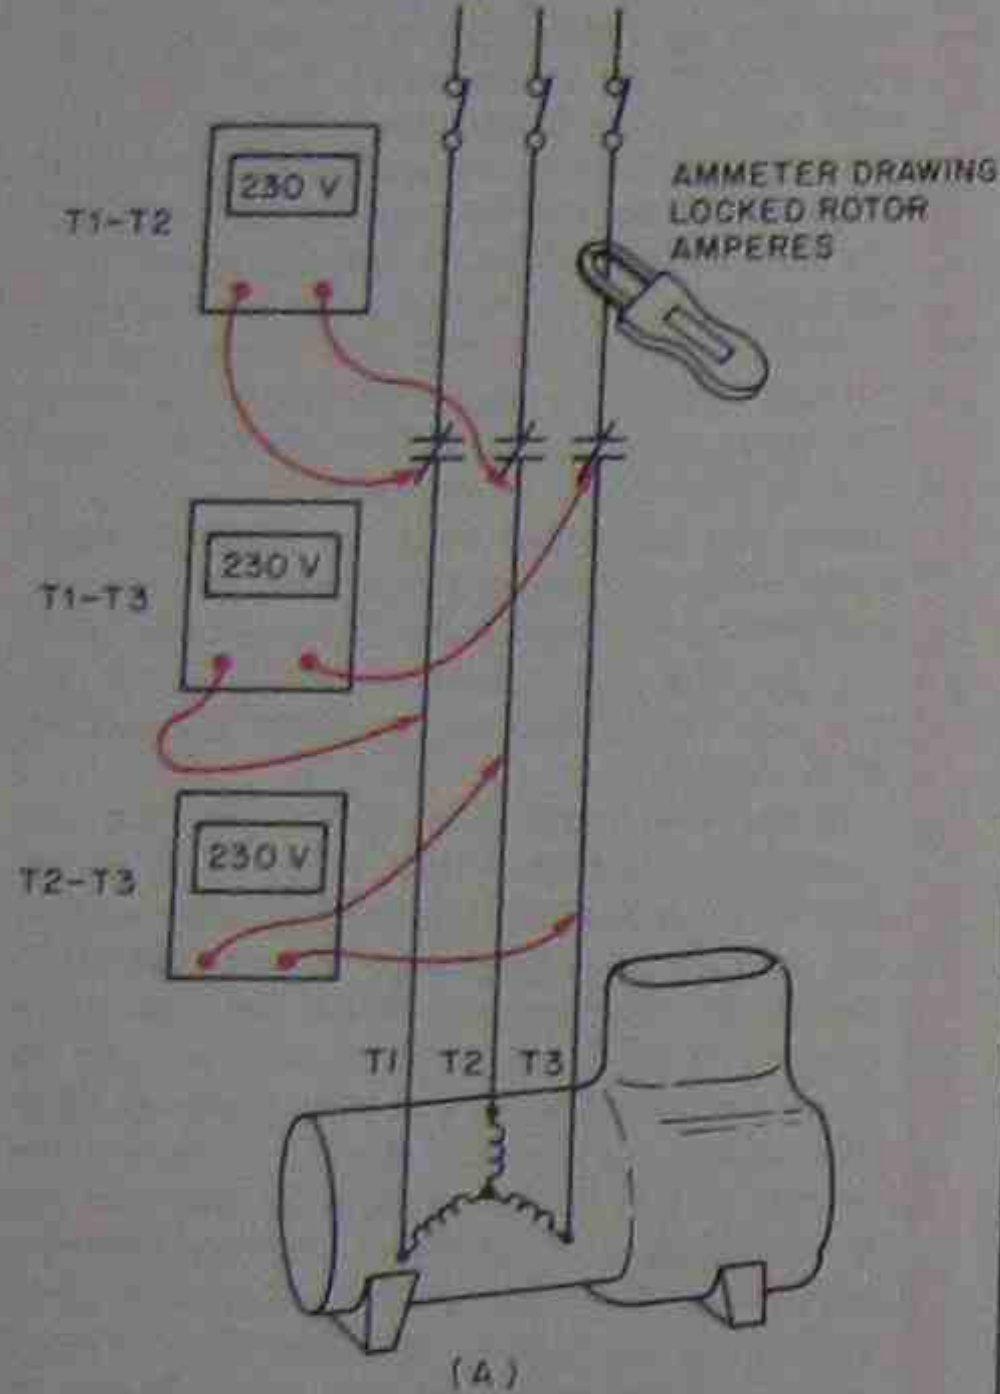 AMMETER DRAWING
LOCKED ROTOR
AMPERES
230 V
T1-T2
230 V
T1-T3
230 V
T2-T3
T1 T2 T3
(A)